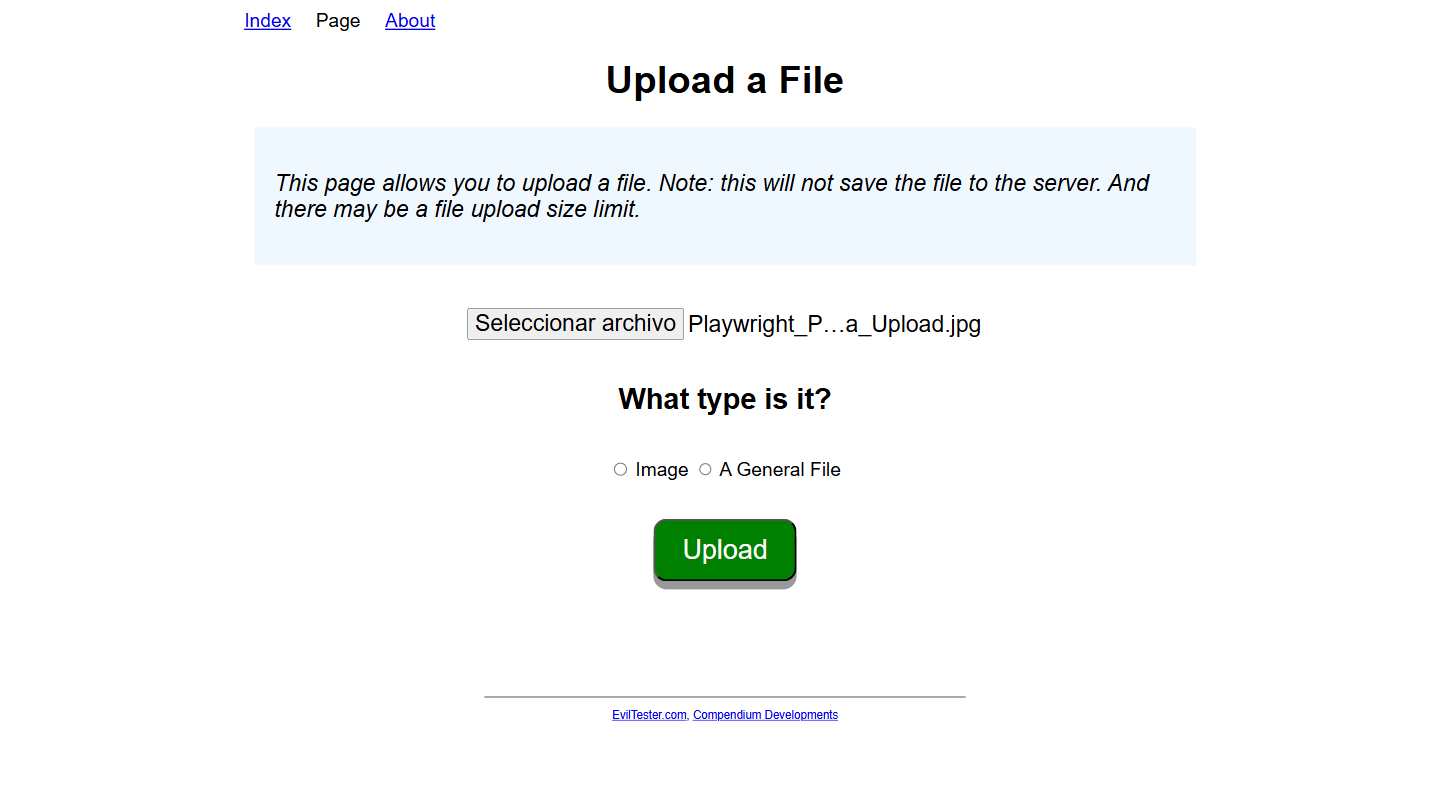 Index Page About
Upload a File
This page allows you to upload a file. Note: this will not save the file to the server. And
there may be a file upload size limit.
Seleccionar archivo Playwright_P…a_Upload.jpg
What type is it?
Image A General File
Upload
EvilTester.com, Compendium Developments